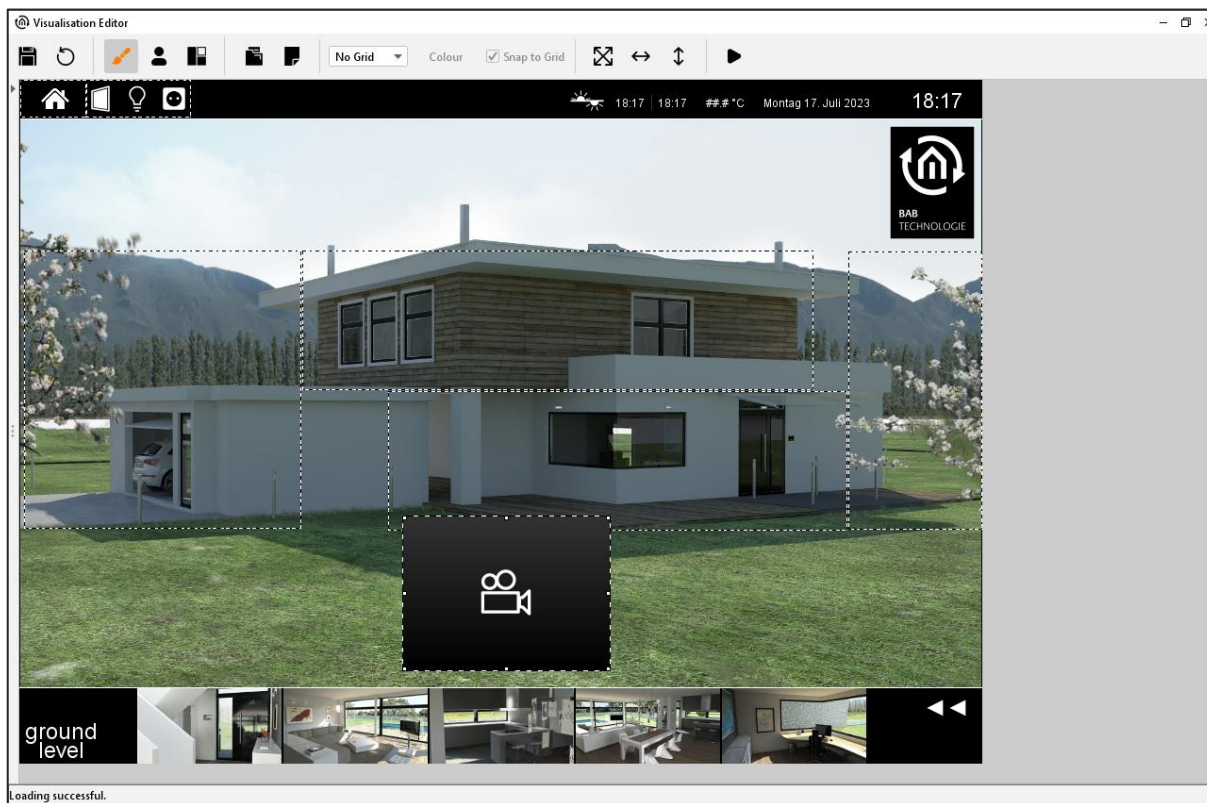 Visualisation Editor
No Grid Colour Snap to Grid
18:17 18:17 ##.# °C Montag 17. Juli 2023 18:17
BAB
TECHNOLOGIE
ground
level
Loading successful.